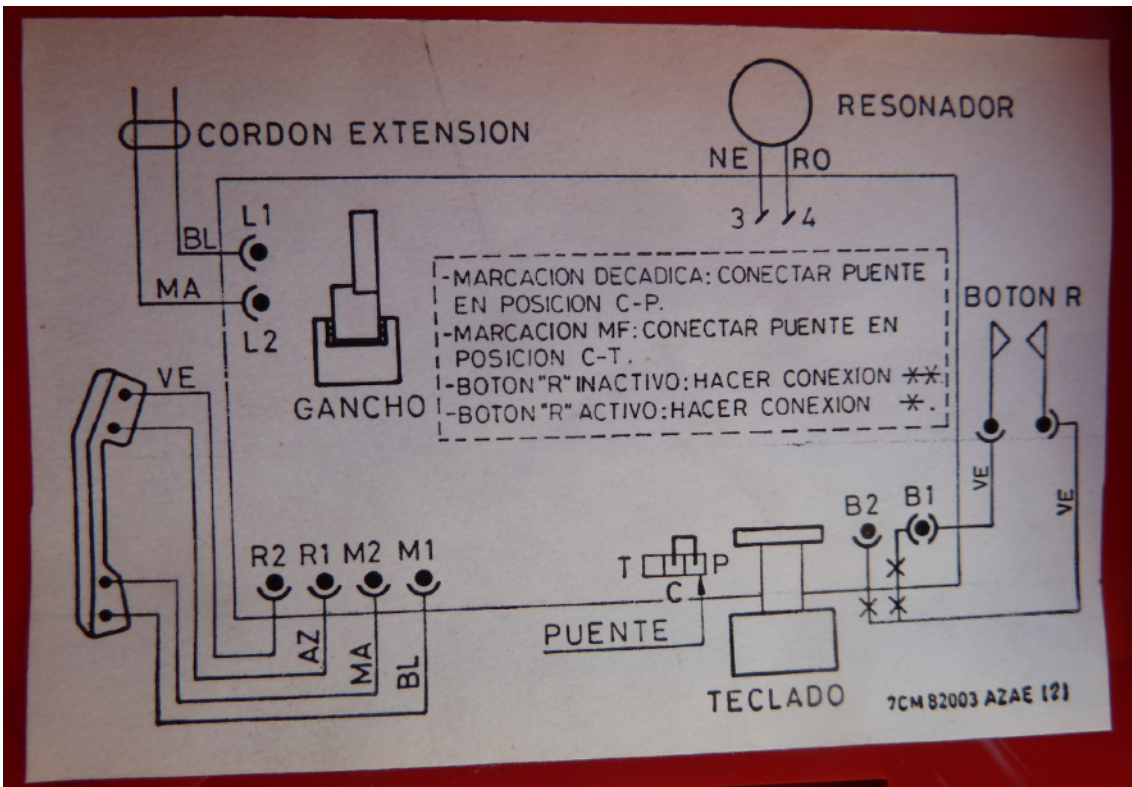 CORDON EXTENSION
RESONADOR
NE RO
3 4
L1
BL
MA
L2
GANCHO
-MARCACION DECADICA: CONECTAR PUENTE
EN POSICION C-P.
-MARCACION MF: CONECTAR PUENTE EN
POSICION C-T.
-BOTON "R" INACTIVO: HACER CONEXION **.
-BOTON "R" ACTIVO: HACER CONEXION *.
BOTON R
VE
VE
VE
B2 B1
R2 R1 M2 M1
T P
C
PUENTE
AZ
MA
BL
TECLADO
7CM 82003 AZAE (2)